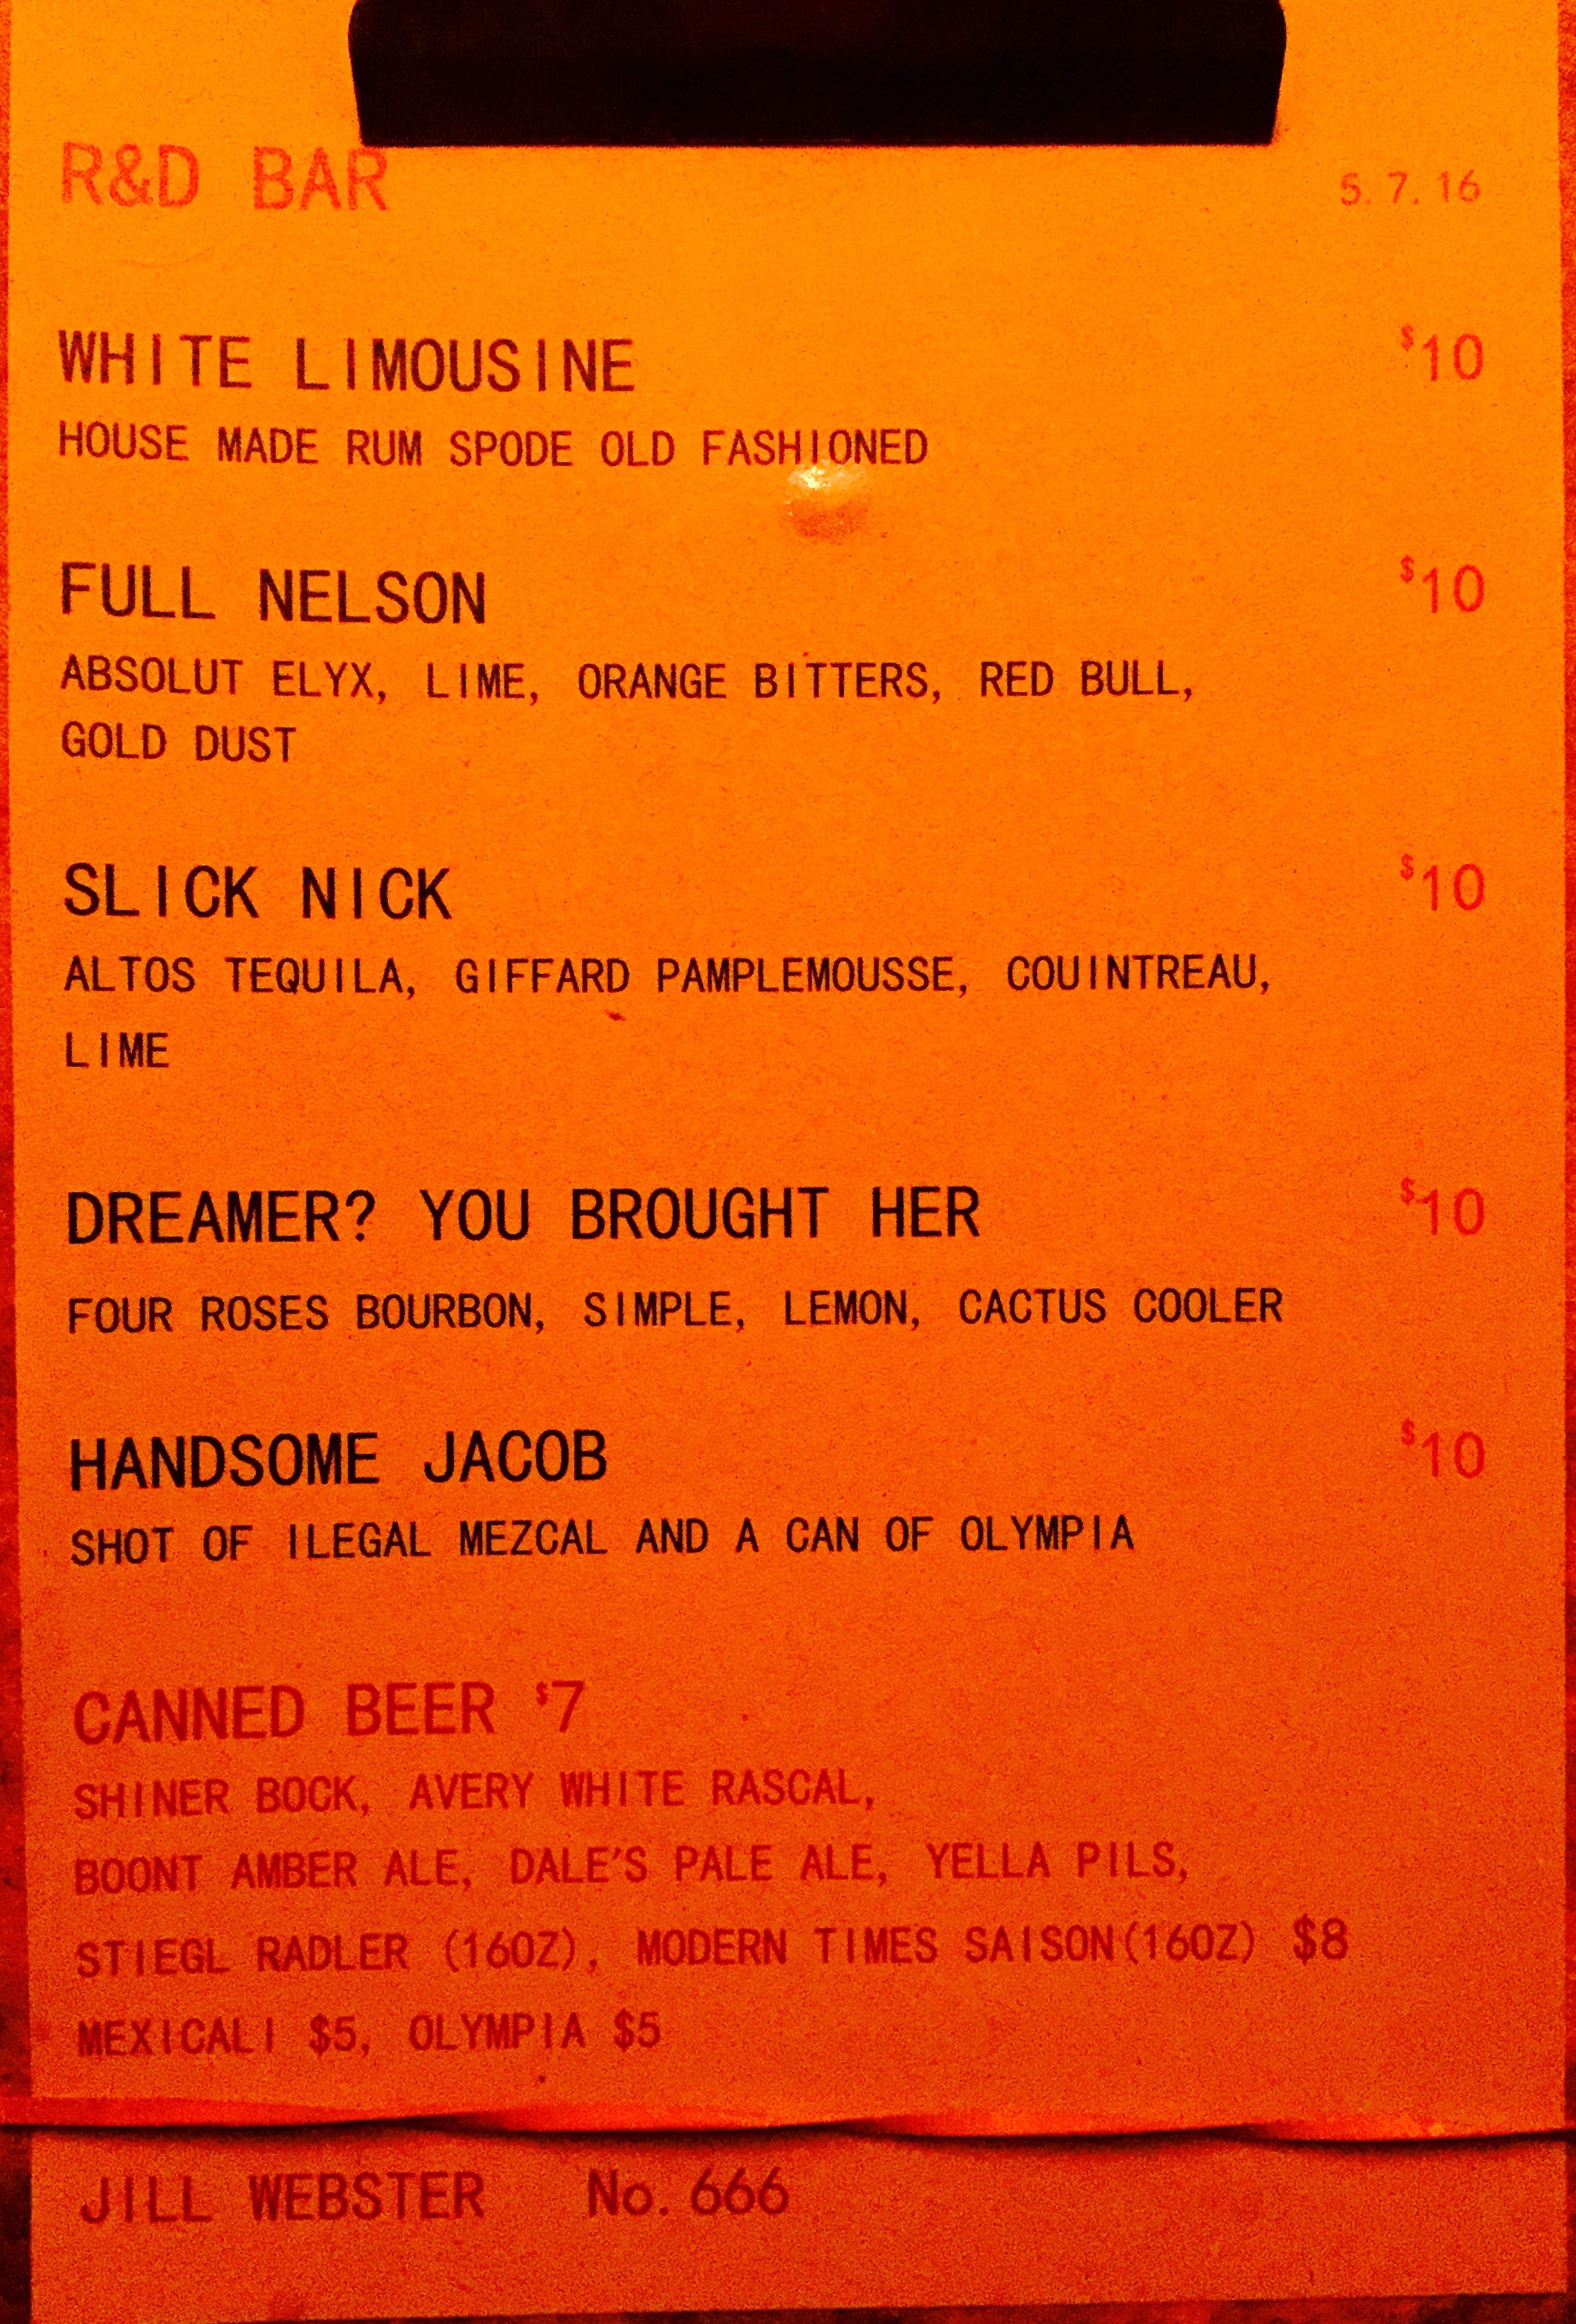 R&D BAR 5.7.16
WHITE LIMOUSINE $10
HOUSE MADE RUM SPODE OLD FASHIONED
FULL NELSON $10
ABSOLUT ELYX, LIME, ORANGE BITTERS, RED BULL,
GOLD DUST
SLICK NICK $10
ALTOS TEQUILA, GIFFARD PAMPLEMOUSSE, COUINTREAU,
LIME
DREAMER? YOU BROUGHT HER $10
FOUR ROSES BOURBON, SIMPLE, LEMON, CACTUS COOLER
HANDSOME JACOB $10
SHOT OF ILEGAL MEZCAL AND A CAN OF OLYMPIA
CANNED BEER $7
SHINER BOCK, AVERY WHITE RASCAL,
BOONT AMBER ALE, DALE'S PALE ALE, YELLA PILS,
STIEGL RADLER (16OZ), MODERN TIMES SAISON(16OZ) $8
MEXICALI $5, OLYMPIA $5
JILL WEBSTER No. 666